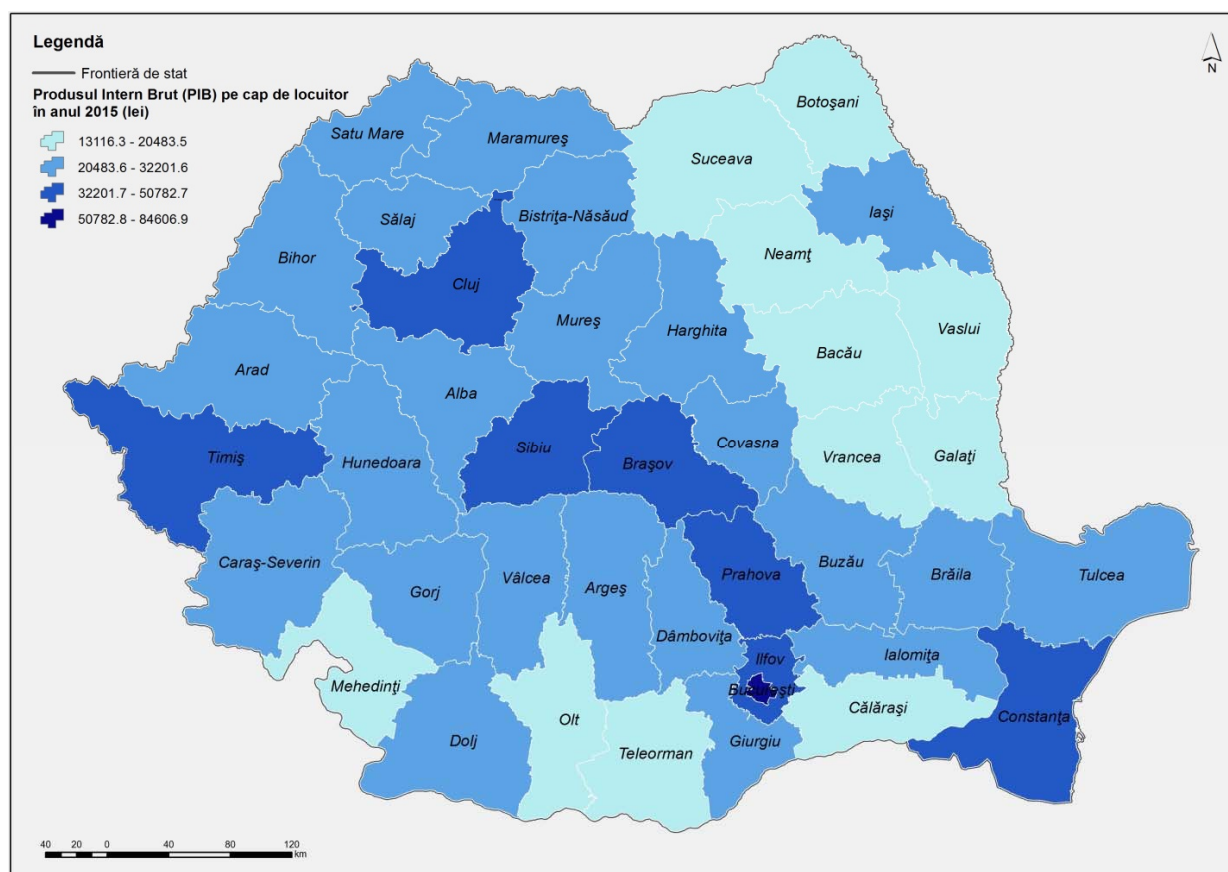 Legendă
Frontieră de stat
Produsul Intern Brut (PIB) pe cap de locuitor
în anul 2015 (lei)
13116.3 - 20483.5
20483.6 - 32201.6
32201.7 - 50782.7
50782.8 - 84606.9
N
Botoşani
Satu Mare
Maramureş
Suceava
Iaşi
Sălaj
Bistriţa-Năsăud
Bihor
Neamţ
Cluj
Mureş
Harghita
Vaslui
Bacău
Arad
Alba
Timiş
Hunedoara
Sibiu
Braşov
Covasna
Vrancea
Galaţi
Caraş-Severin
Gorj
Vâlcea
Argeş
Prahova
Buzău
Brăila
Tulcea
Dâmboviţa
Ilfov
Ialomiţa
Mehedinţi
Bucureşti
Călăraşi
Constanţa
Olt
Dolj
Teleorman
Giurgiu
40 20 0 40 80 120
km